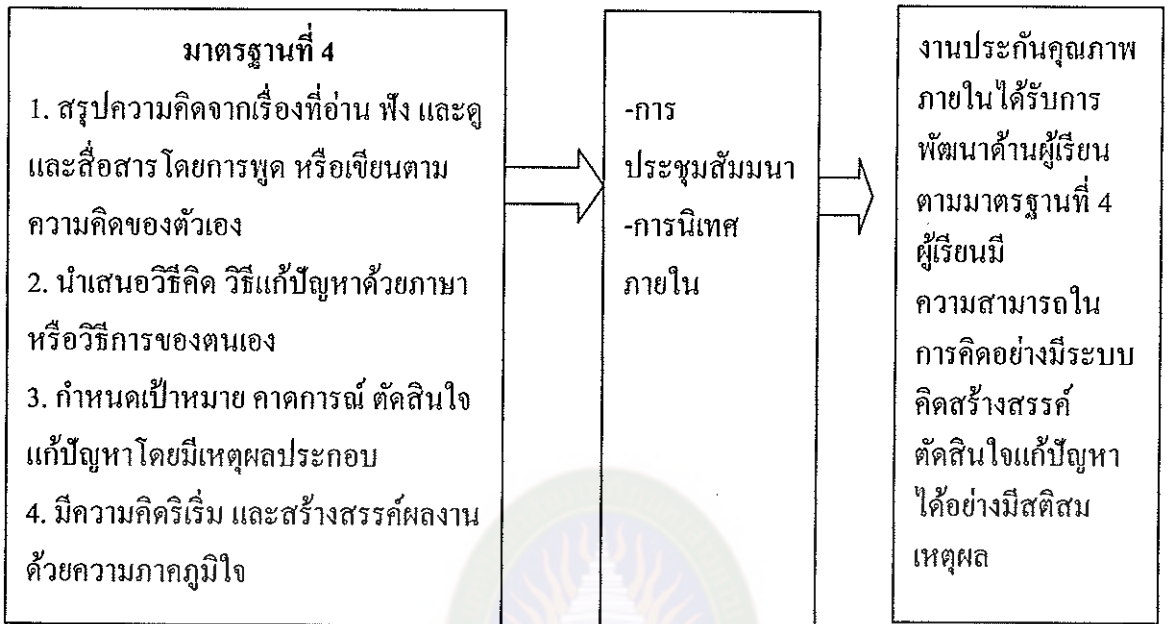 มาตรฐานที่ 4
1. สรุปความคิดจากเรื่องที่อ่าน ฟัง และดู
และสื่อสารโดยการพูด หรือเขียนตาม
ความคิดของตัวเอง
2. นำเสนอวิธีคิด วิธีแก้ปัญหาด้วยภาษา
หรือวิธีการของตนเอง
3. กำหนดเป้าหมาย คาดการณ์ ตัดสินใจ
แก้ปัญหาโดยมีเหตุผลประกอบ
4. มีความคิดริเริ่ม และสร้างสรรค์ผลงาน
ด้วยความภาคภูมิใจ
-การ
ประชุมสัมมนา
-การนิเทศ
ภายใน
งานประกันคุณภาพ
ภายในได้รับการ
พัฒนาด้านผู้เรียน
ตามมาตรฐานที่ 4
ผู้เรียนมี
ความสามารถใน
การคิดอย่างมีระบบ
คิดสร้างสรรค์
ตัดสินใจแก้ปัญหา
ได้อย่างมีสติสม
เหตุผล